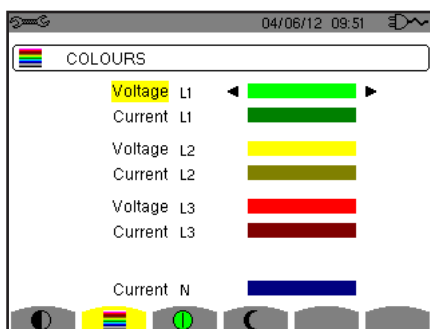 04/06/12 09:51
COLOURS
Voltage L1
Current L1
Voltage L2
Current L2
Voltage L3
Current L3
Current N